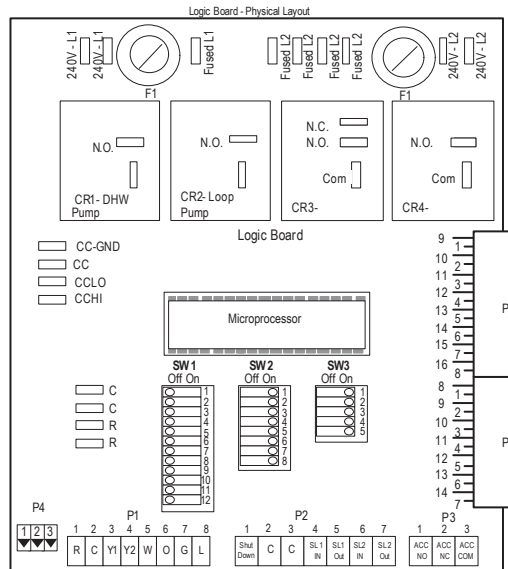 Logic Board - Physical Layout
240V - L1
240V - L1
Fused L1
Fused L2
Fused L2
Fused L2
Fused L2
240V - L2
240V - L2
F1
F1
N.O.
CR1- DHW
Pump
N.O.
CR2- Loop
Pump
N.C.
N.O.
Com
CR3-
N.O.
Com
CR4-
Logic Board
CC-GND
CC
CCLO
CCHI
Microprocessor
9
1
10
2
11
3
12
4
13
5
14
6
15
7
16
8
P
8
1
9
2
10
3
11
4
12
5
13
6
14
7
P
SW1
Off On
1
2
3
4
5
6
7
8
9
10
11
12
SW2
Off On
1
2
3
4
5
6
7
8
SW3
Off On
1
2
3
4
5
C
C
R
R
P4
1 2 3
P1
1 2 3 4 5 6 7 8
R C Y1 Y2 W O G L
P2
1 2 3 4 5 6 7
Shut Down C C SL1 IN SL1 Out SL2 IN SL2 Out
P3
1 2 3
ACC NO ACC NC ACC COM